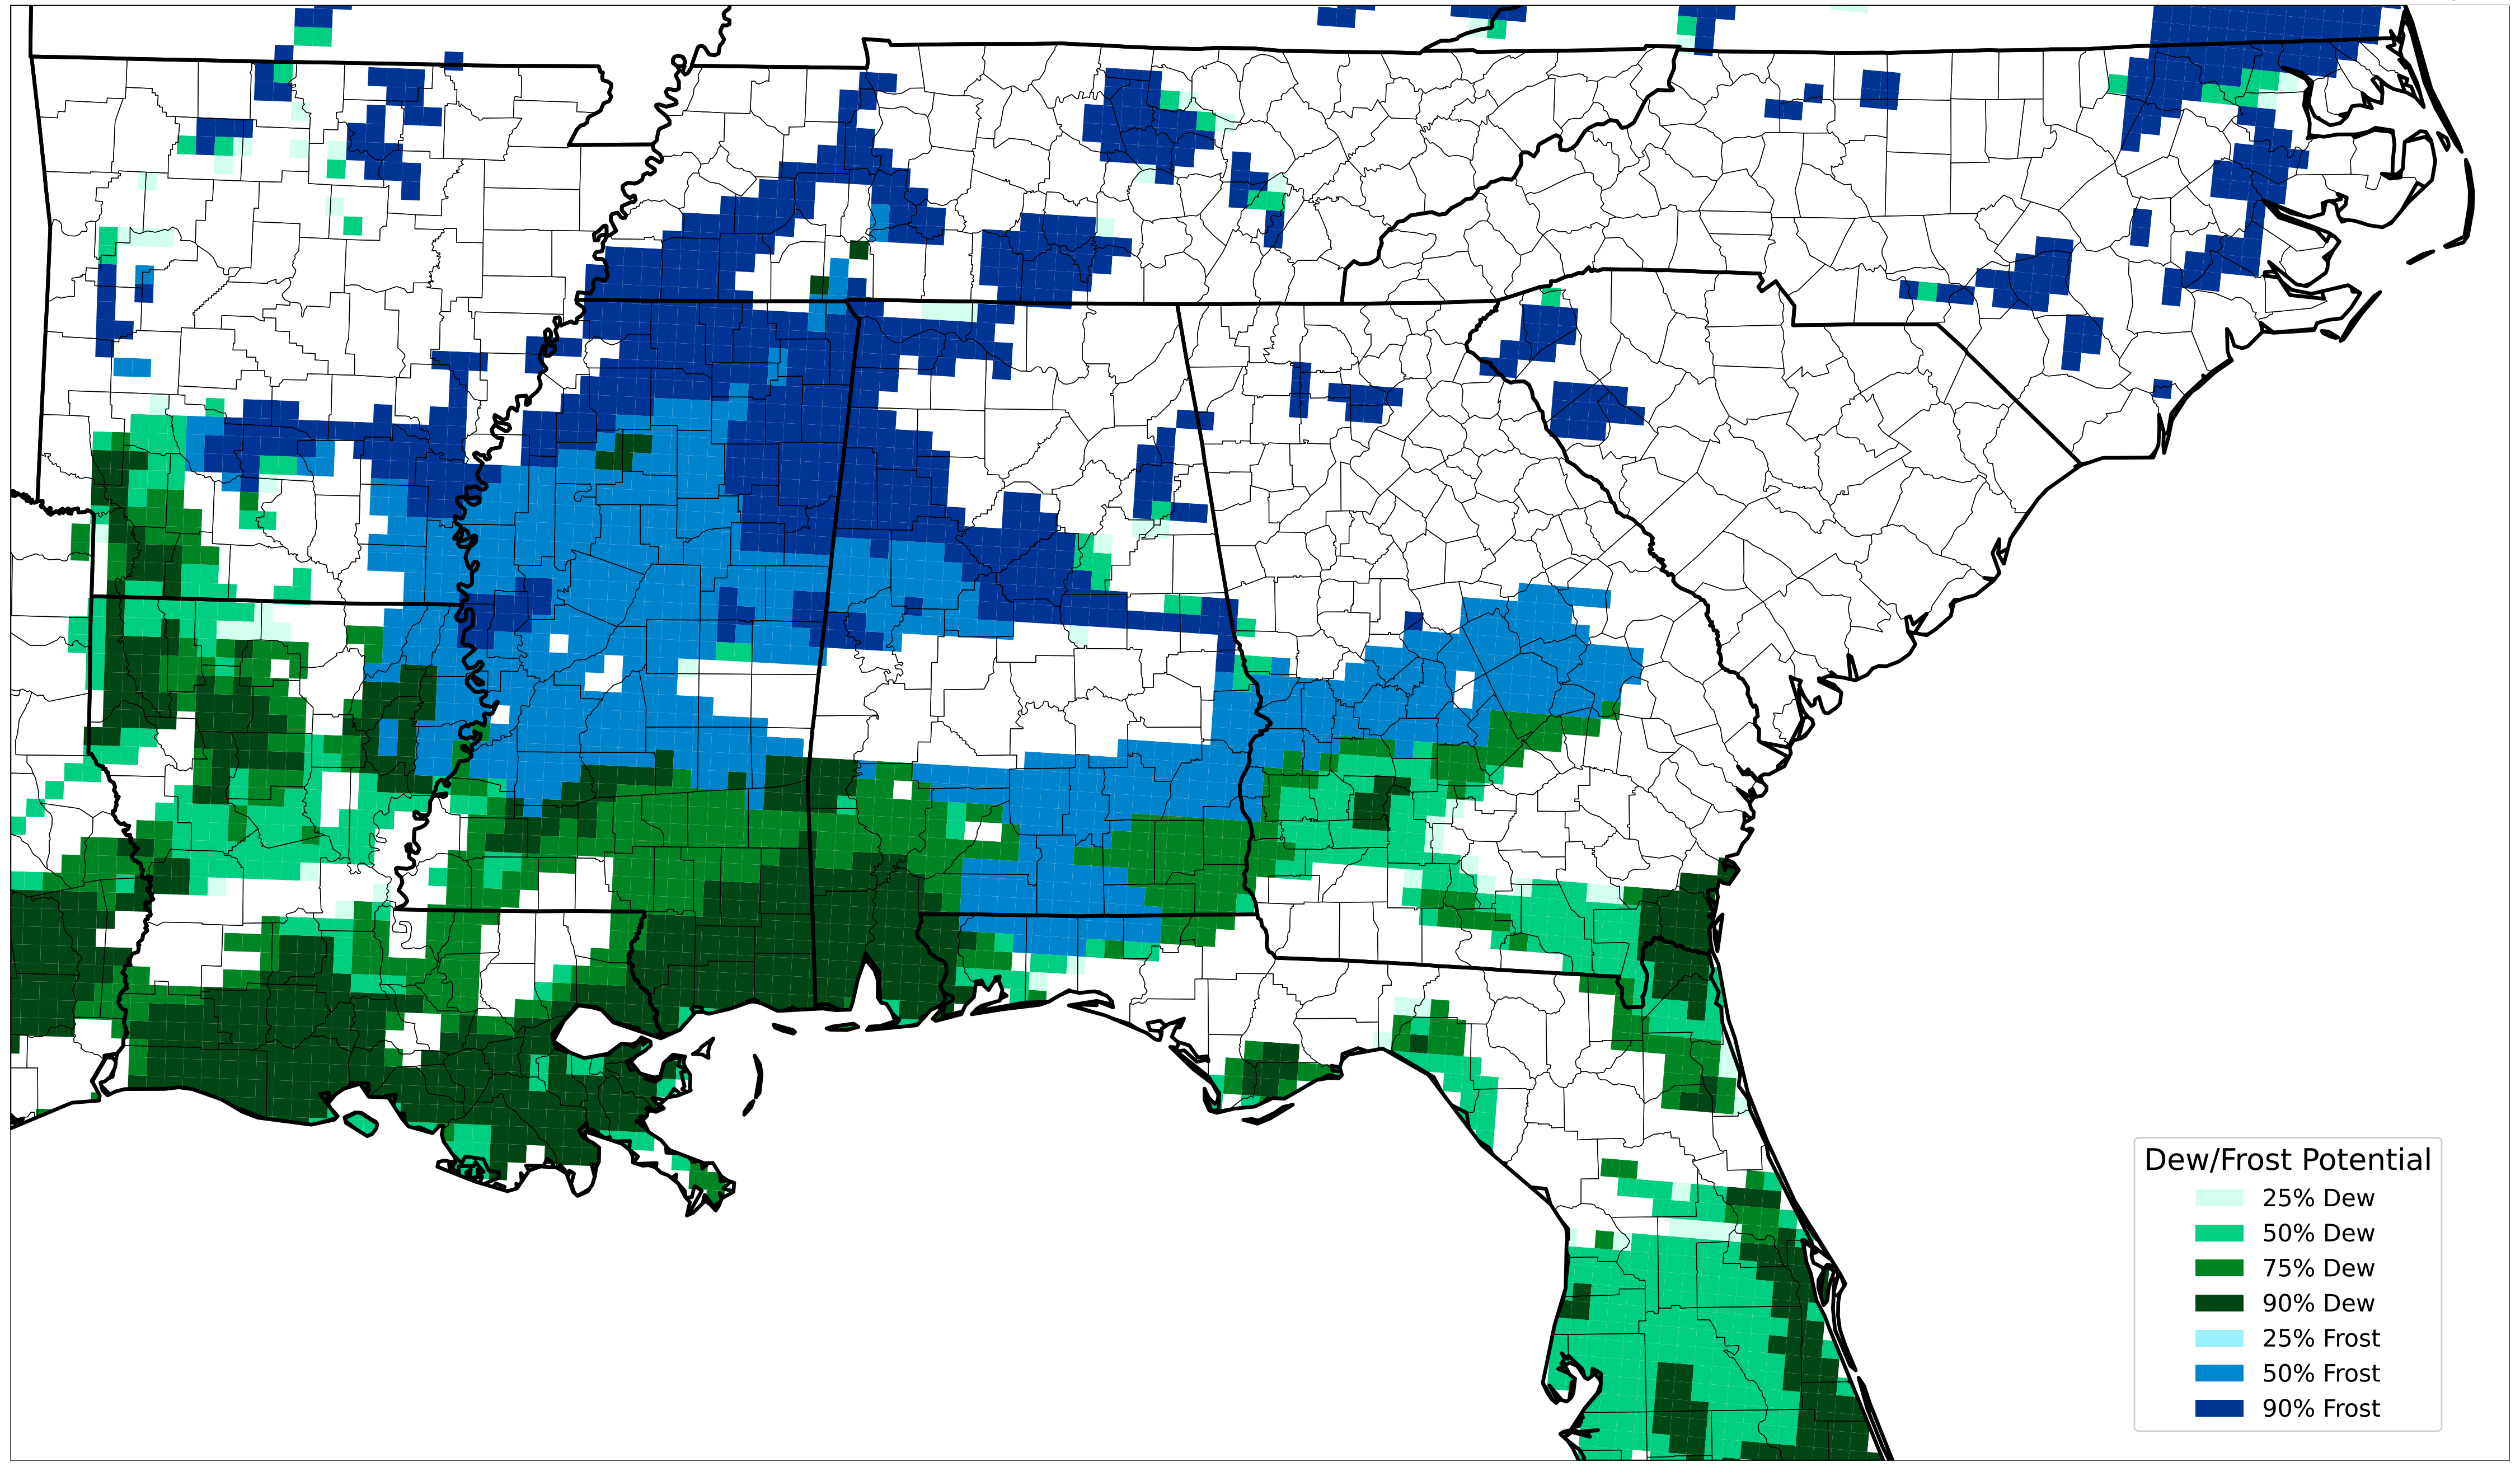 Dew/Frost Potential
25% Dew
50% Dew
75% Dew
90% Dew
25% Frost
50% Frost
90% Frost